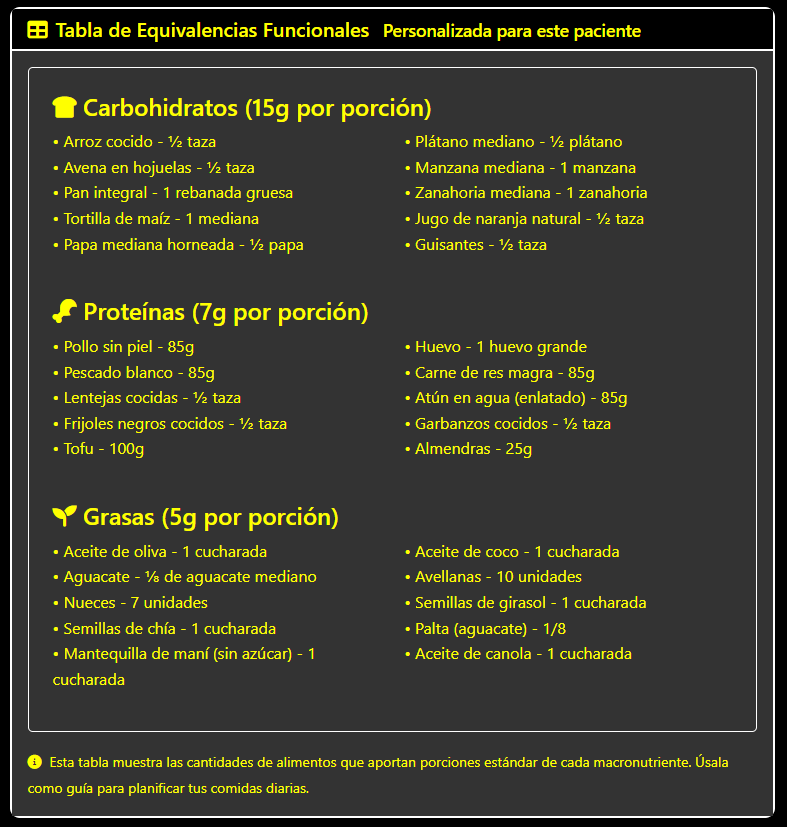 Tabla de Equivalencias Funcionales Personalizada para este paciente
Carbohidratos (15g por porción)
• Arroz cocido - ½ taza
• Avena en hojuelas - ½ taza
• Pan integral - 1 rebanada gruesa
• Tortilla de maíz - 1 mediana
• Papa mediana horneada - ½ papa
• Plátano mediano - ½ plátano
• Manzana mediana - 1 manzana
• Zanahoria mediana - 1 zanahoria
• Jugo de naranja natural - ½ taza
• Guisantes - ½ taza
Proteínas (7g por porción)
• Pollo sin piel - 85g
• Pescado blanco - 85g
• Lentejas cocidas - ½ taza
• Frijoles negros cocidos - ½ taza
• Tofu - 100g
• Huevo - 1 huevo grande
• Carne de res magra - 85g
• Atún en agua (enlatado) - 85g
• Garbanzos cocidos - ½ taza
• Almendras - 25g
Grasas (5g por porción)
• Aceite de oliva - 1 cucharada
• Aguacate - ⅛ de aguacate mediano
• Nueces - 7 unidades
• Semillas de chía - 1 cucharada
• Mantequilla de maní (sin azúcar) - 1
cucharada
• Aceite de coco - 1 cucharada
• Avellanas - 10 unidades
• Semillas de girasol - 1 cucharada
• Palta (aguacate) - 1/8
• Aceite de canola - 1 cucharada
Esta tabla muestra las cantidades de alimentos que aportan porciones estándar de cada macronutriente. Úsala
como guía para planificar tus comidas diarias.